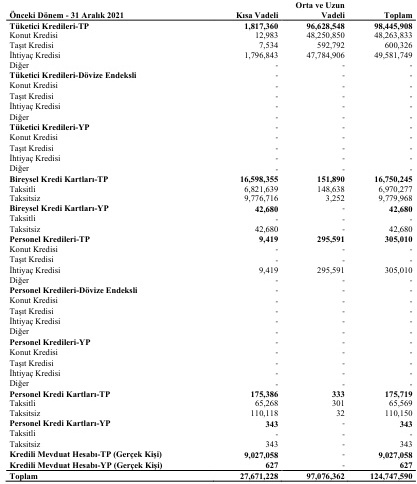 Orta ve Uzun
Önceki Dönem - 31 Aralık 2021 Kısa Vadeli Vadeli Toplam
Tüketici Kredileri-TP 1,817,360 96,628,548 98,445,908
Konut Kredisi 12,983 48,250,850 48,263,833
Taşıt Kredisi 7,534 592,792 600,326
İhtiyaç Kredisi 1,796,843 47,784,906 49,581,749
Diğer - - -
Tüketici Kredileri-Dövize Endeksli - - -
Konut Kredisi - - -
Taşıt Kredisi - - -
İhtiyaç Kredisi - - -
Diğer - - -
Tüketici Kredileri-YP - - -
Konut Kredisi - - -
Taşıt Kredisi - - -
İhtiyaç Kredisi - - -
Diğer - - -
Bireysel Kredi Kartları-TP 16,598,355 151,890 16,750,245
Taksitli 6,821,639 148,638 6,970,277
Taksitsiz 9,776,716 3,252 9,779,968
Bireysel Kredi Kartları-YP 42,680 - 42,680
Taksitli - - -
Taksitsiz 42,680 - 42,680
Personel Kredileri-TP 9,419 295,591 305,010
Konut Kredisi - - -
Taşıt Kredisi - - -
İhtiyaç Kredisi 9,419 295,591 305,010
Diğer - - -
Personel Kredileri-Dövize Endeksli - - -
Konut Kredisi - - -
Taşıt Kredisi - - -
İhtiyaç Kredisi - - -
Diğer - - -
Personel Kredileri-YP - - -
Konut Kredisi - - -
Taşıt Kredisi - - -
İhtiyaç Kredisi - - -
Diğer - - -
Personel Kredi Kartları-TP 175,386 333 175,719
Taksitli 65,268 301 65,569
Taksitsiz 110,118 32 110,150
Personel Kredi Kartları-YP 343 - 343
Taksitli - - -
Taksitsiz 343 - 343
Kredili Mevduat Hesabı-TP (Gerçek Kişi) 9,027,058 - 9,027,058
Kredili Mevduat Hesabı-YP (Gerçek Kişi) 627 - 627
Toplam 27,671,228 97,076,362 124,747,590